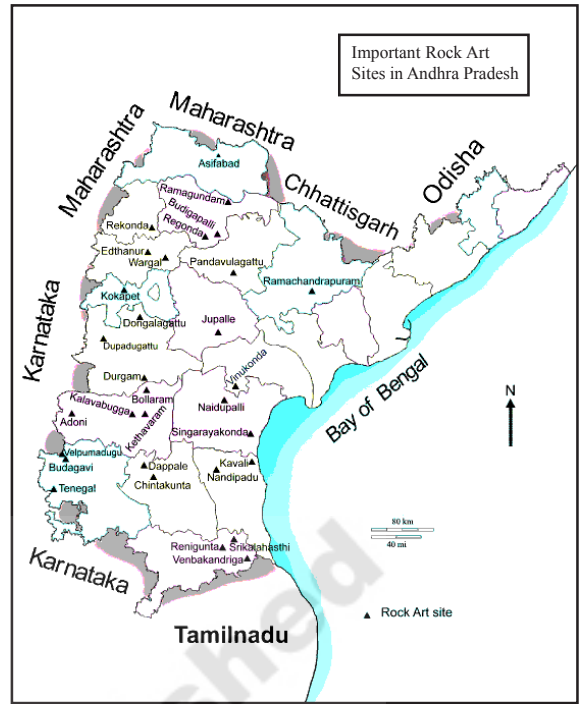 Important Rock Art
Sites in Andhra Pradesh
Maharashtra
Maharashtra
Asifabad
Odisha
Chhattisgarh
Ramagundam
Budigapalli
Regonda
Rekonda
Edthanur
Wargal
Pandavulagattu
Kokapet
Ramachandrapuram
Karnataka
Dongalagattu
Jupalle
Dupadugattu
Durgam
Vinukonda
Bay of Bengal
N
Bollaram
Kalavabugga
Naidupalli
Adoni
Kethavaram
Singarayakonda
Velpumadugu
Budagavi
Dappale
Kavali
Chintakunta
Nandipadu
Tenegal
80 km
40 mi
Renigunta
Srikalahasthi
Venbakandriga
Karnataka
Rock Art site
Tamilnadu
shed